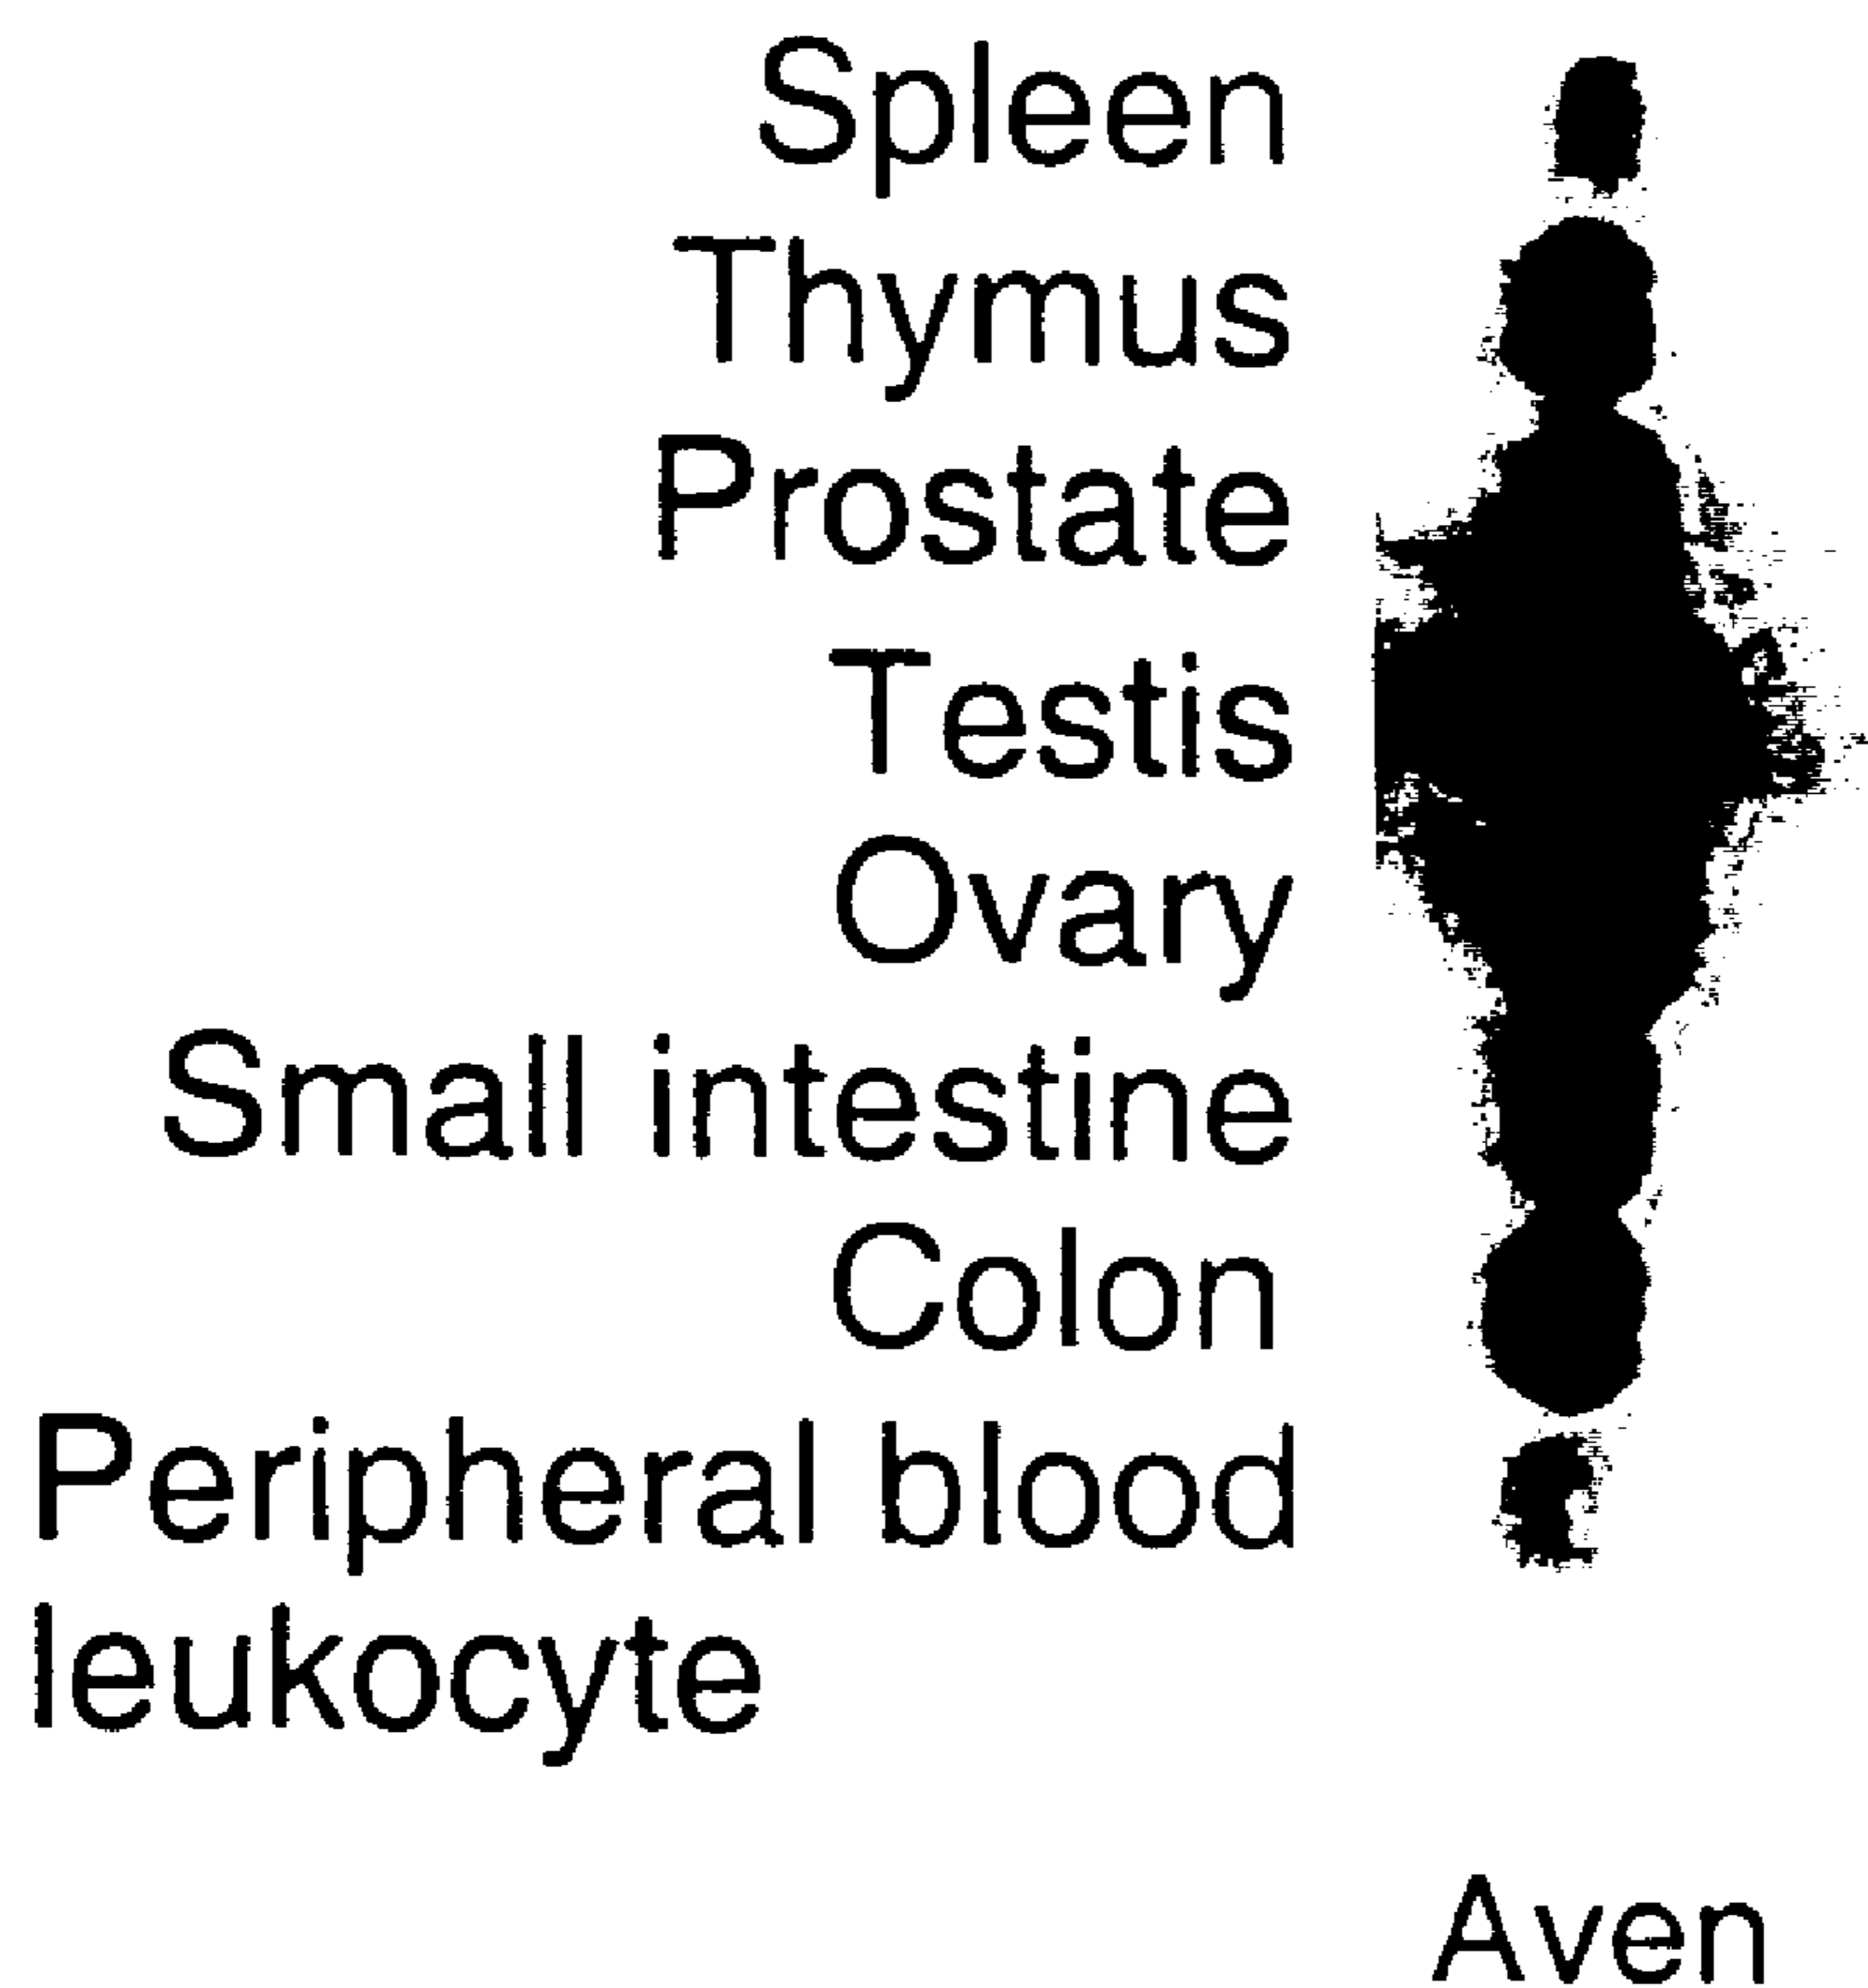 Spleen
Thymus
Prostate
Testis
Ovary
Small intestine
Colon
Peripheral blood
leukocyte
Aven